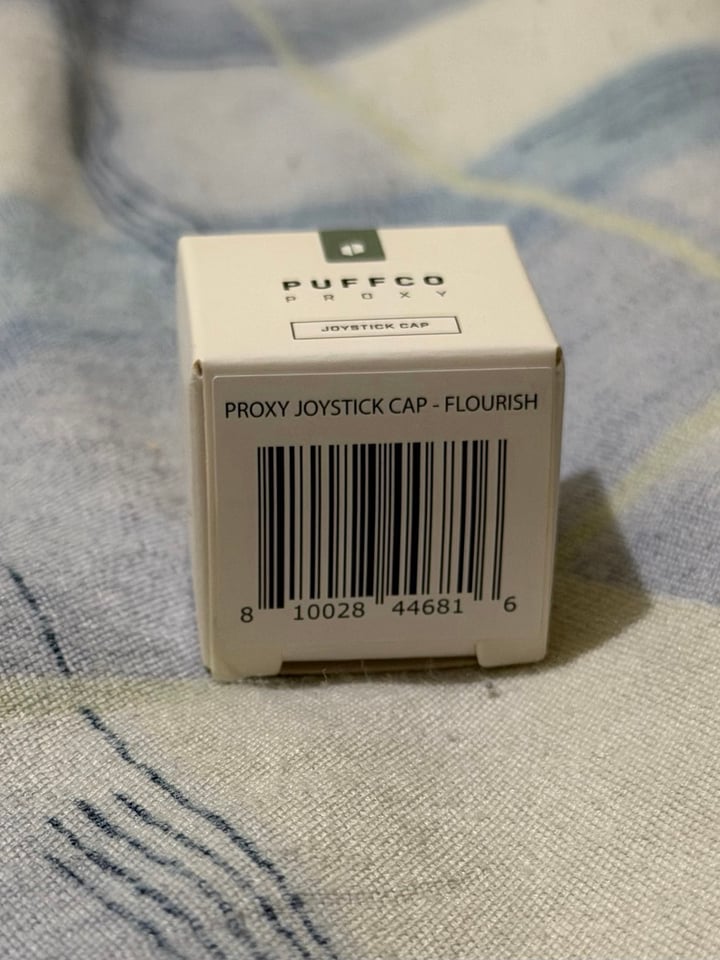 PUFFCO
PROXY
JOYSTICK CAP
PROXY JOYSTICK CAP - FLOURISH
8 10028 44681 6